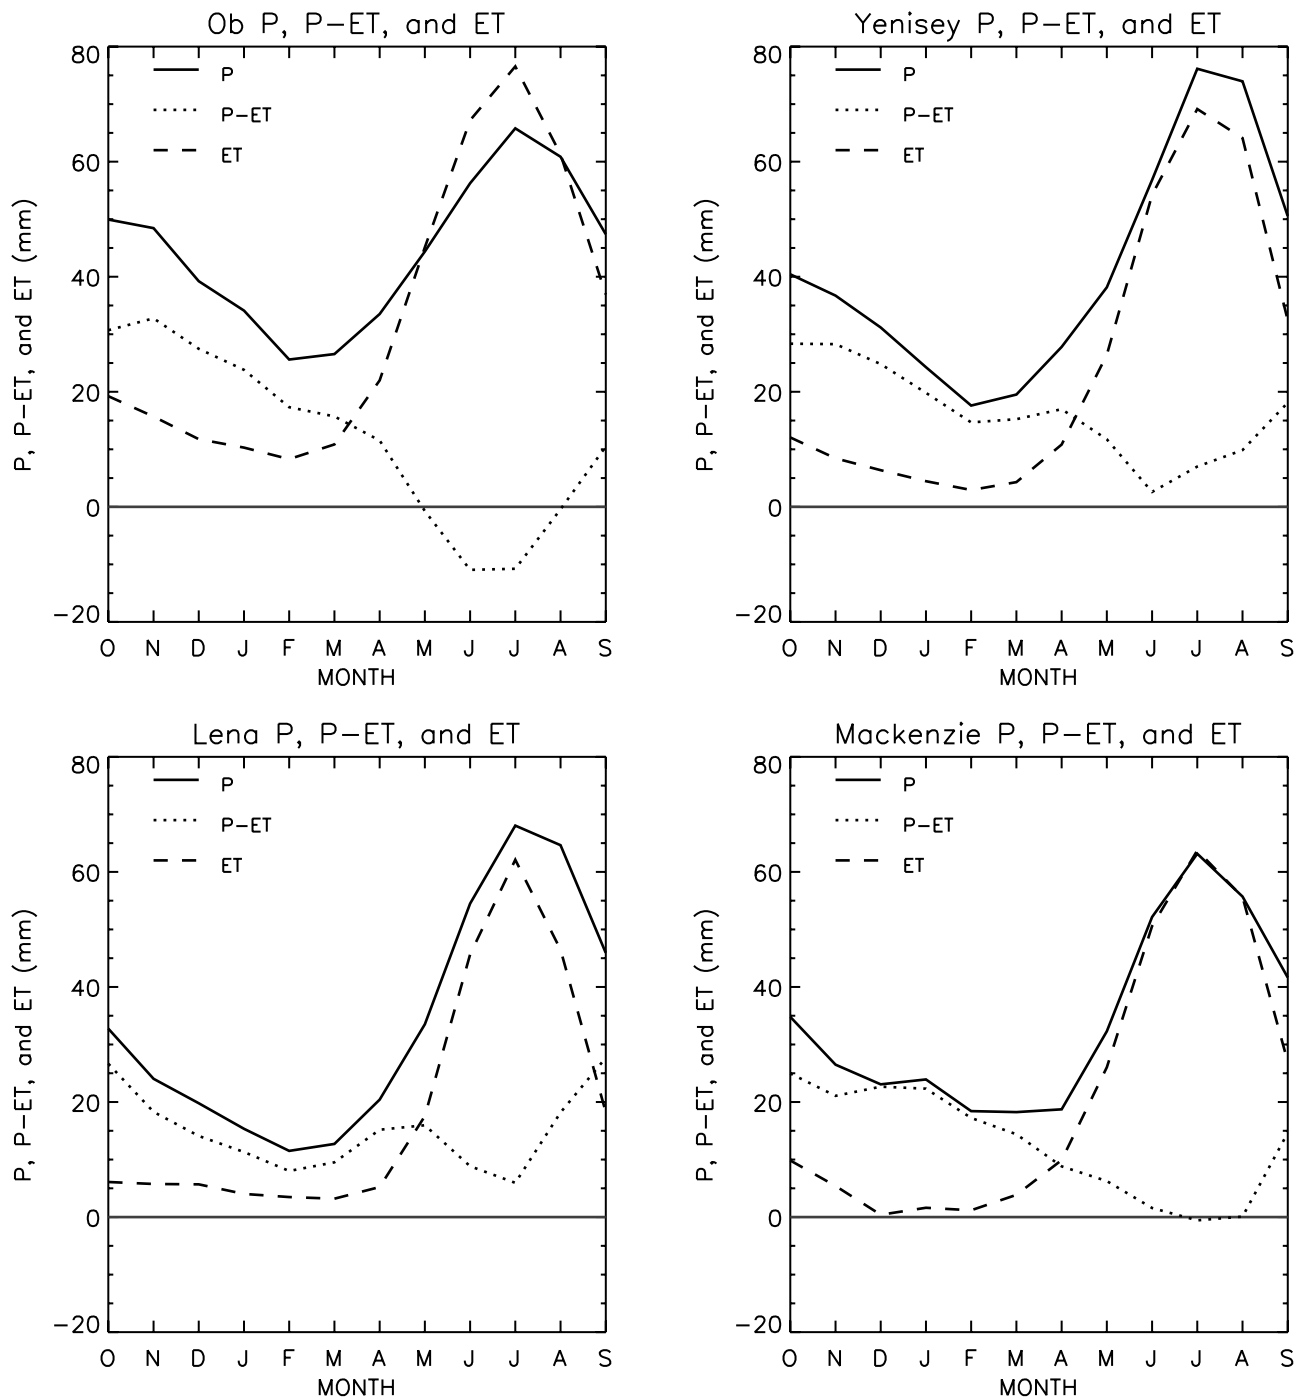 Ob P, P-ET, and ET
P, P-ET, and ET (mm)
80
60
40
20
0
-20
P
P-ET
ET
O N D J F M A M J J A S
MONTH
Yenisey P, P-ET, and ET
P, P-ET, and ET (mm)
80
60
40
20
0
-20
P
P-ET
ET
O N D J F M A M J J A S
MONTH
Lena P, P-ET, and ET
P, P-ET, and ET (mm)
80
60
40
20
0
-20
P
P-ET
ET
O N D J F M A M J J A S
MONTH
Mackenzie P, P-ET, and ET
P, P-ET, and ET (mm)
80
60
40
20
0
-20
P
P-ET
ET
O N D J F M A M J J A S
MONTH